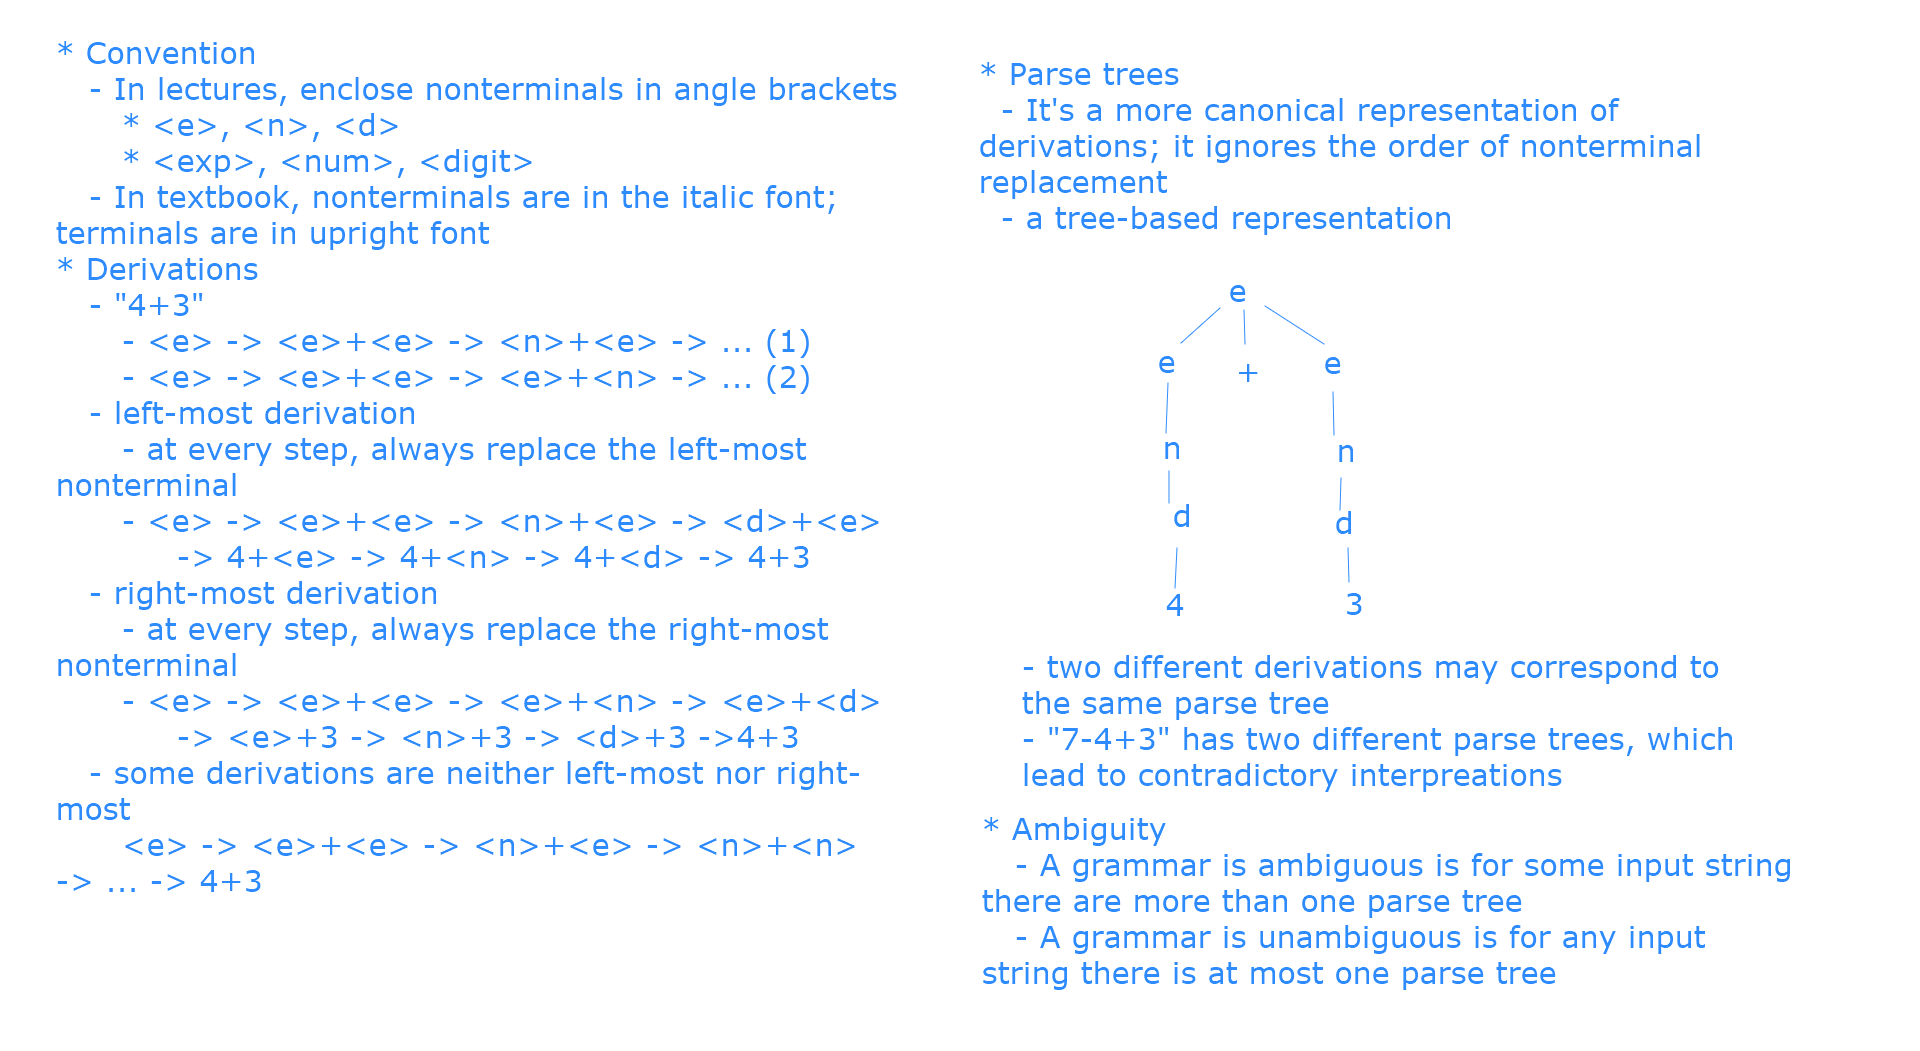 * Convention
- In lectures, enclose nonterminals in angle brackets
* <e>, <n>, <d>
* <exp>, <num>, <digit>
- In textbook, nonterminals are in the italic font;
terminals are in upright font
* Derivations
- "4+3"
- <e> -> <e>+<e> -> <n>+<e> -> ... (1)
- <e> -> <e>+<e> -> <e>+<n> -> ... (2)
- left-most derivation
- at every step, always replace the left-most
nonterminal
- <e> -> <e>+<e> -> <n>+<e> -> <d>+<e>
-> 4+<e> -> 4+<n> -> 4+<d> -> 4+3
- right-most derivation
- at every step, always replace the right-most
nonterminal
- <e> -> <e>+<e> -> <e>+<n> -> <e>+<d>
-> <e>+3 -> <n>+3 -> <d>+3 ->4+3
- some derivations are neither left-most nor right-
most
<e> -> <e>+<e> -> <n>+<e> -> <n>+<n>
-> ... -> 4+3
* Parse trees
- It's a more canonical representation of
derivations; it ignores the order of nonterminal
replacement
- a tree-based representation
e
e + e
n n
d d
4 3
- two different derivations may correspond to
the same parse tree
- "7-4+3" has two different parse trees, which
lead to contradictory interpreations
* Ambiguity
- A grammar is ambiguous is for some input string
there are more than one parse tree
- A grammar is unambiguous is for any input
string there is at most one parse tree